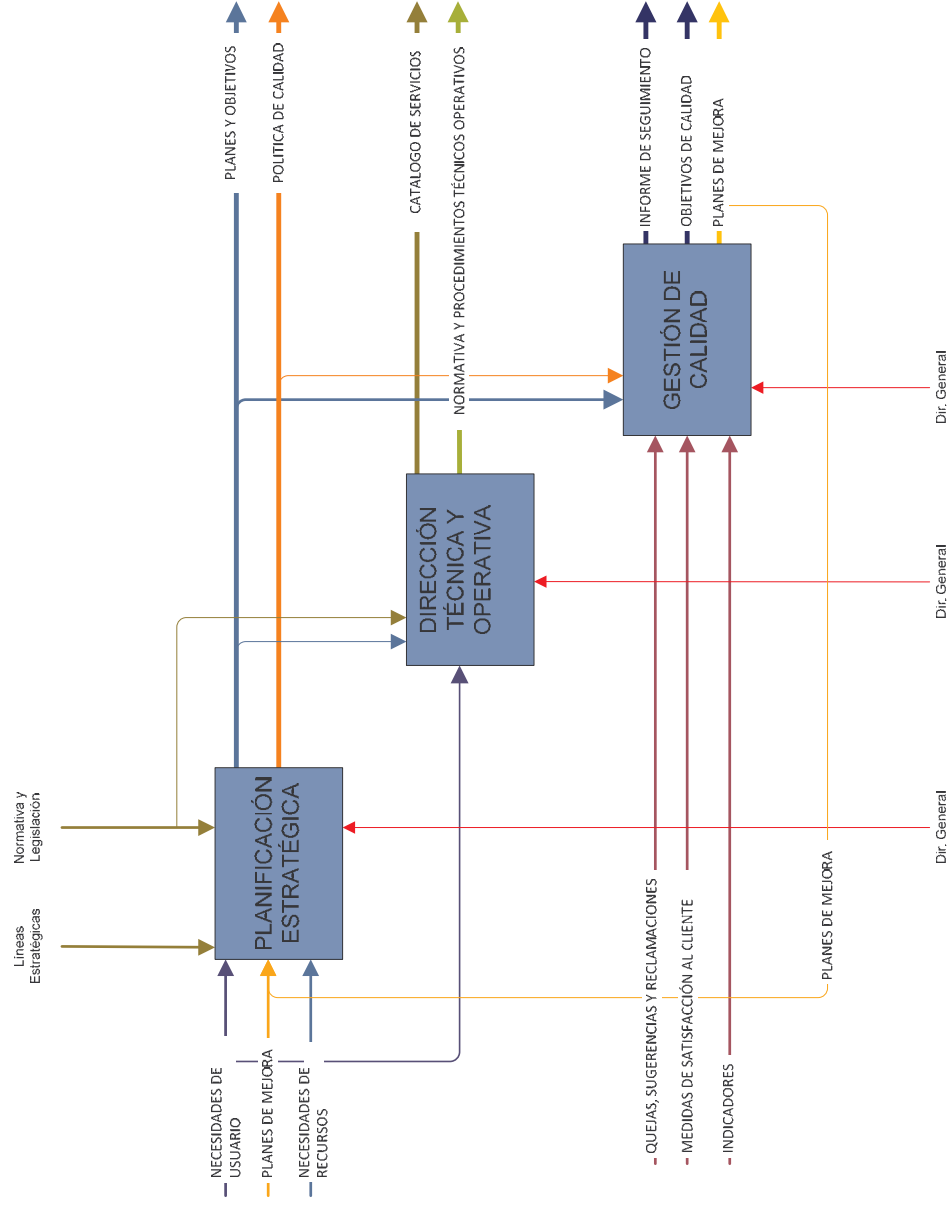 Líneas
Estratégicas
Normativa y
Legislación
NECESIDADES DE
USUARIO
PLANES DE MEJORA
NECESIDADES DE
RECURSOS
PLANIFICACIÓN
ESTRATÉGICA
PLANES Y OBJETIVOS
POLITICA DE CALIDAD
DIRECCIÓN
TÉCNICA Y
OPERATIVA
CATALOGO DE SERVICIOS
NORMATIVA Y PROCEDIMIENTOS TÉCNICOS OPERATIVOS
QUEJAS, SUGERENCIAS Y RECLAMACIONES
MEDIDAS DE SATISFACCIÓN AL CLIENTE
INDICADORES
GESTIÓN DE
CALIDAD
INFORME DE SEGUIMIENTO
OBJETIVOS DE CALIDAD
PLANES DE MEJORA
PLANES DE MEJORA
Dir. General
Dir. General
Dir. General